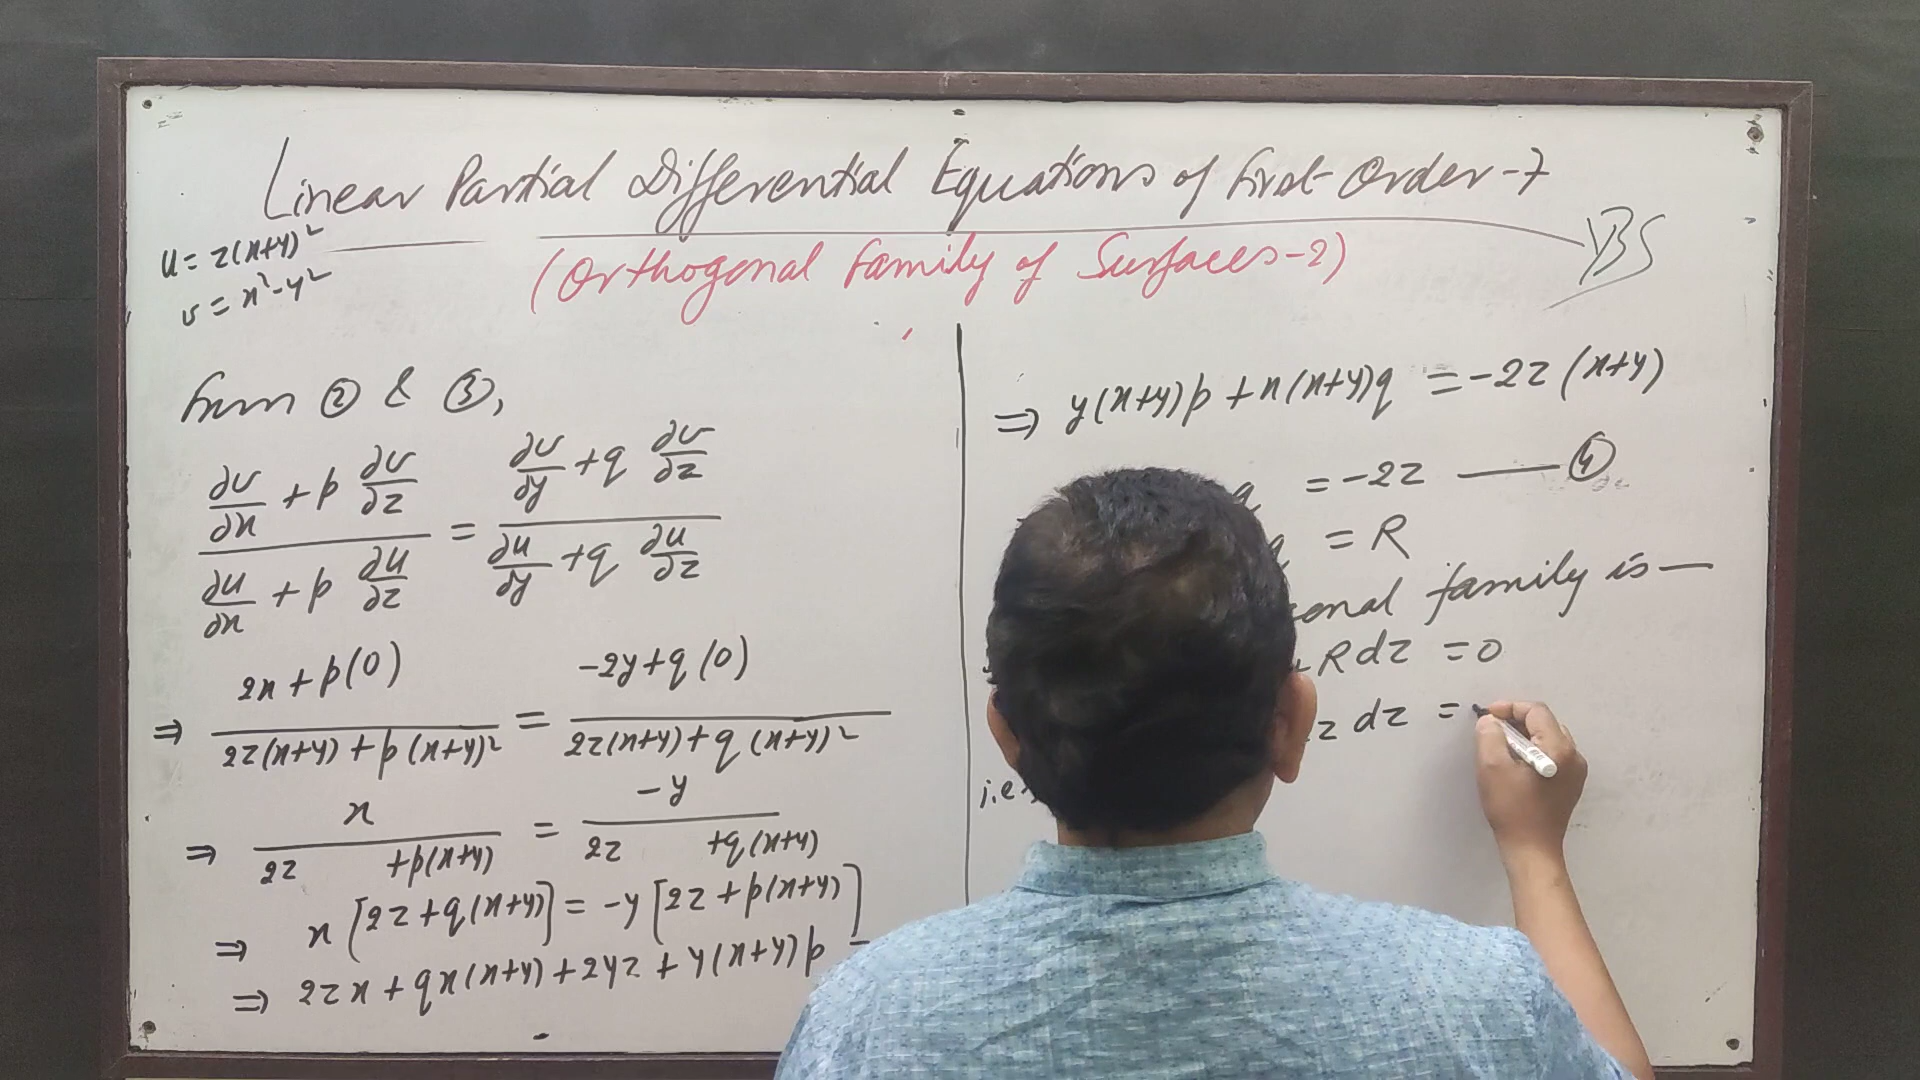 Linear Partial Differential Equations of First Order-7
(Orthogonal Family of Surfaces-2)
YBS
u = z(x+y)²
v = x²-y²
From ② & ③,
∂v/∂x + p ∂v/∂z / ∂u/∂x + p ∂u/∂z = ∂v/∂y + q ∂v/∂z / ∂u/∂y + q ∂u/∂z
⇒ 2x + p(0) / 2z(x+y) + p(x+y)² = -2y + q(0) / 2z(x+y) + q(x+y)²
⇒ x / 2z + p(x+y) = -y / 2z + q(x+y)
⇒ x[2z + q(x+y)] = -y[2z + p(x+y)]
⇒ 2zx + qx(x+y) + 2yz + y(x+y)p =
⇒ y(x+y)p + x(x+y)q = -2z(x+y)
q = -2z —— ④
= R
onal family is —
+ Rdz = 0
z dz =
i.e.